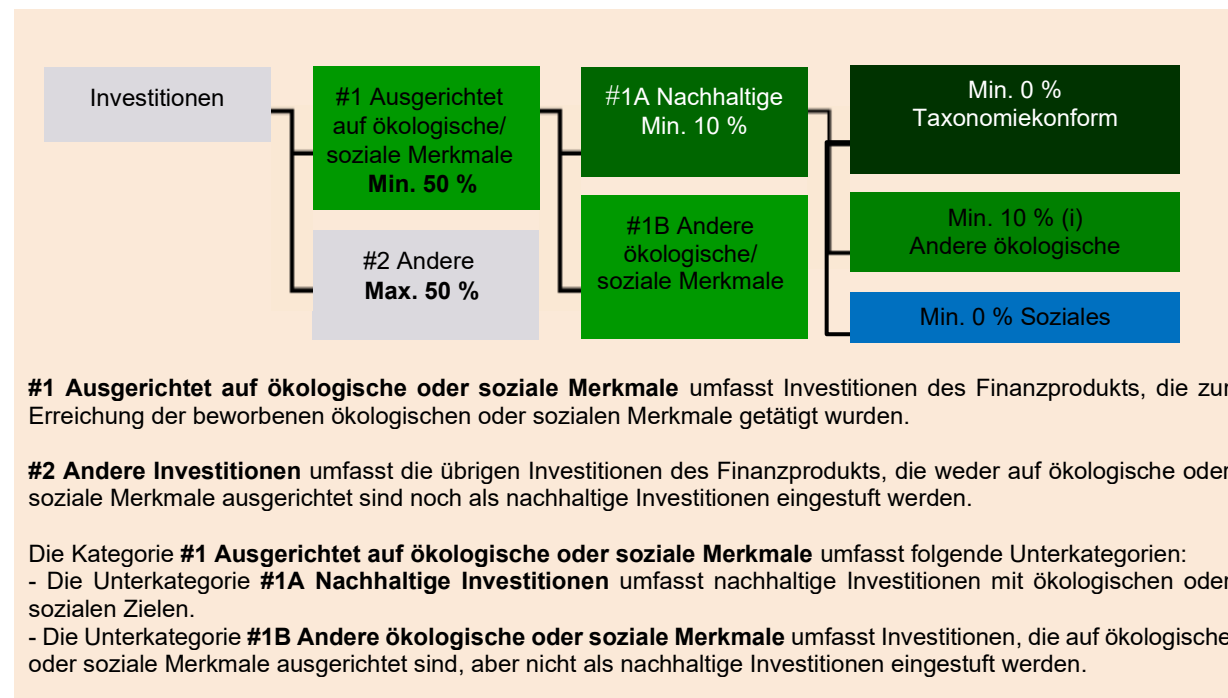 Investitionen
#1 Ausgerichtet
auf ökologische/
soziale Merkmale
Min. 50 %
#2 Andere
Max. 50 %
#1A Nachhaltige
Min. 10 %
#1B Andere
ökologische/
soziale Merkmale
Min. 0 %
Taxonomiekonform
Min. 10 % (i)
Andere ökologische
Min. 0 % Soziales
#1 Ausgerichtet auf ökologische oder soziale Merkmale umfasst Investitionen des Finanzprodukts, die zur
Erreichung der beworbenen ökologischen oder sozialen Merkmale getätigt wurden.
#2 Andere Investitionen umfasst die übrigen Investitionen des Finanzprodukts, die weder auf ökologische oder
soziale Merkmale ausgerichtet sind noch als nachhaltige Investitionen eingestuft werden.
Die Kategorie #1 Ausgerichtet auf ökologische oder soziale Merkmale umfasst folgende Unterkategorien:
- Die Unterkategorie #1A Nachhaltige Investitionen umfasst nachhaltige Investitionen mit ökologischen oder
sozialen Zielen.
- Die Unterkategorie #1B Andere ökologische oder soziale Merkmale umfasst Investitionen, die auf ökologische
oder soziale Merkmale ausgerichtet sind, aber nicht als nachhaltige Investitionen eingestuft werden.